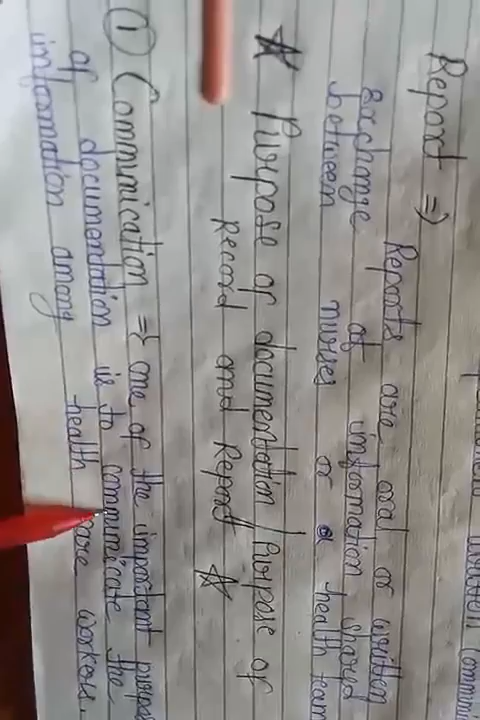 Report ⇒
Reports are oral or written
exchange of information shared
between nurses or a health team
☆ Purpose of documentation / Purpose of
Record and Report ☆
① Communication ⇒ one of the important
of documentation is to communicate the
information among health care workers.